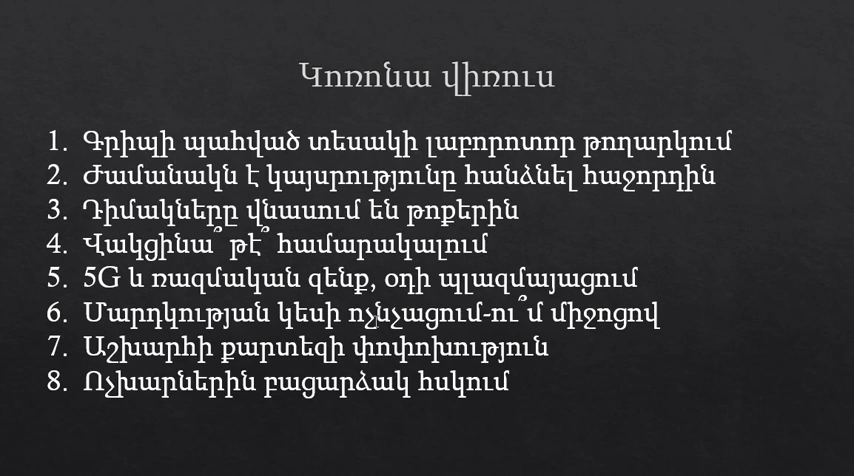 Կոռոնա վիռուս
1. Գրիպի պահված տեսակի լաբորոտոր թողարկում
2. Ժամանակն է կայսրությունը հանձնել հաջորդին
3. Դիմակները վնասում են թոքերին
4. Վակցինա՞ թէ՞ համարակալում
5. 5G և ռազմական զենք, օդի պլազմայացում
6. Մարդկության կեսի ոչնչացում-ու՞մ միջոցով
7. Աշխարհի քարտեզի փոփոխություն
8. Ոչխարներին բացարձակ հսկում